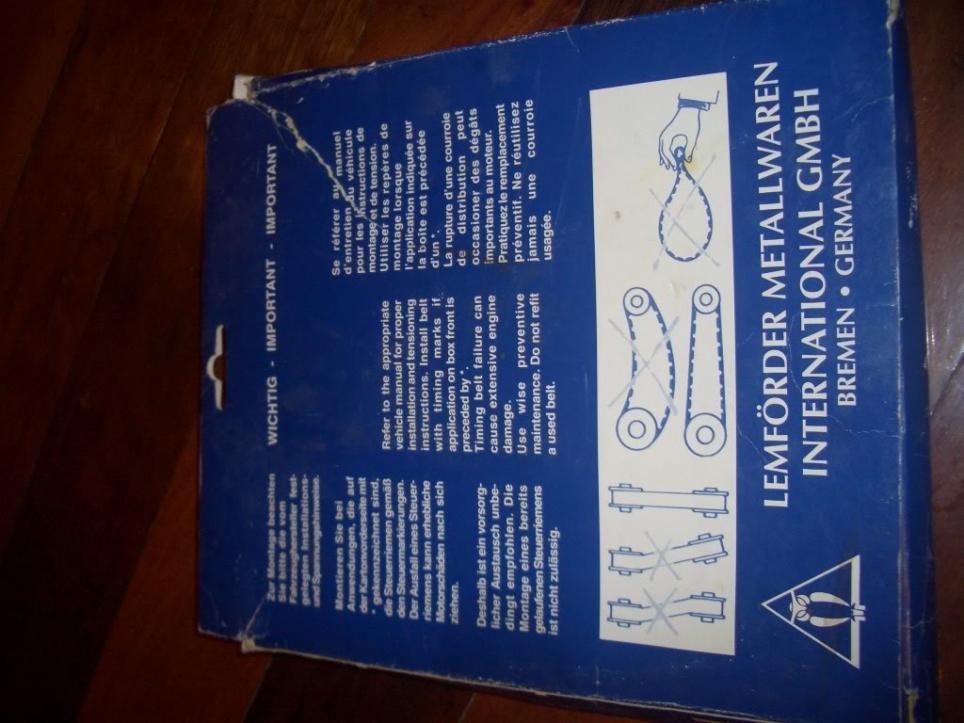 WICHTIG - IMPORTANT - IMPORTANT
Zur Montage beachten
Sie bitte die vom
Fahrzeughersteller fest-
gelegten Installations-
und Spannungshinweise.
Montieren Sie bei
Anwendungen, die auf
der Kartonvorderseite mit
* gekennzeichnet sind,
die Steuerriemen gemäß
den Steuermarkierungen.
Der Ausfall eines Steuer-
riemens kann erhebliche
Motorschäden nach sich
ziehen.
Deshalb ist ein vorsorg-
licher Austausch unbe-
dingt empfohlen. Die
Montage eines bereits
gelaufenen Steuerriemens
ist nicht zulässig.
Refer to the appropriate
vehicle manual for proper
installation and tensioning
instructions. Install belt
with timing marks if
application on box front is
preceded by *.
Timing belt failure can
cause extensive engine
damage.
Use wise preventive
maintenance. Do not refit
a used belt.
Se référer au manuel
d'entretien du véhicule
pour les instructions de
montage et de tension.
Utiliser les repères de
montage lorsque
l'application indiquée sur
la boite est précédée
d'un *.
La rupture d'une courroie
de distribution peut
occasioner des dégâts
importants au moteur.
Pratiquez le remplacement
préventif. Ne réutilisez
jamais une courroie
usagée.
LEMFÖRDER METALLWAREN
INTERNATIONAL GMBH
BREMEN • GERMANY